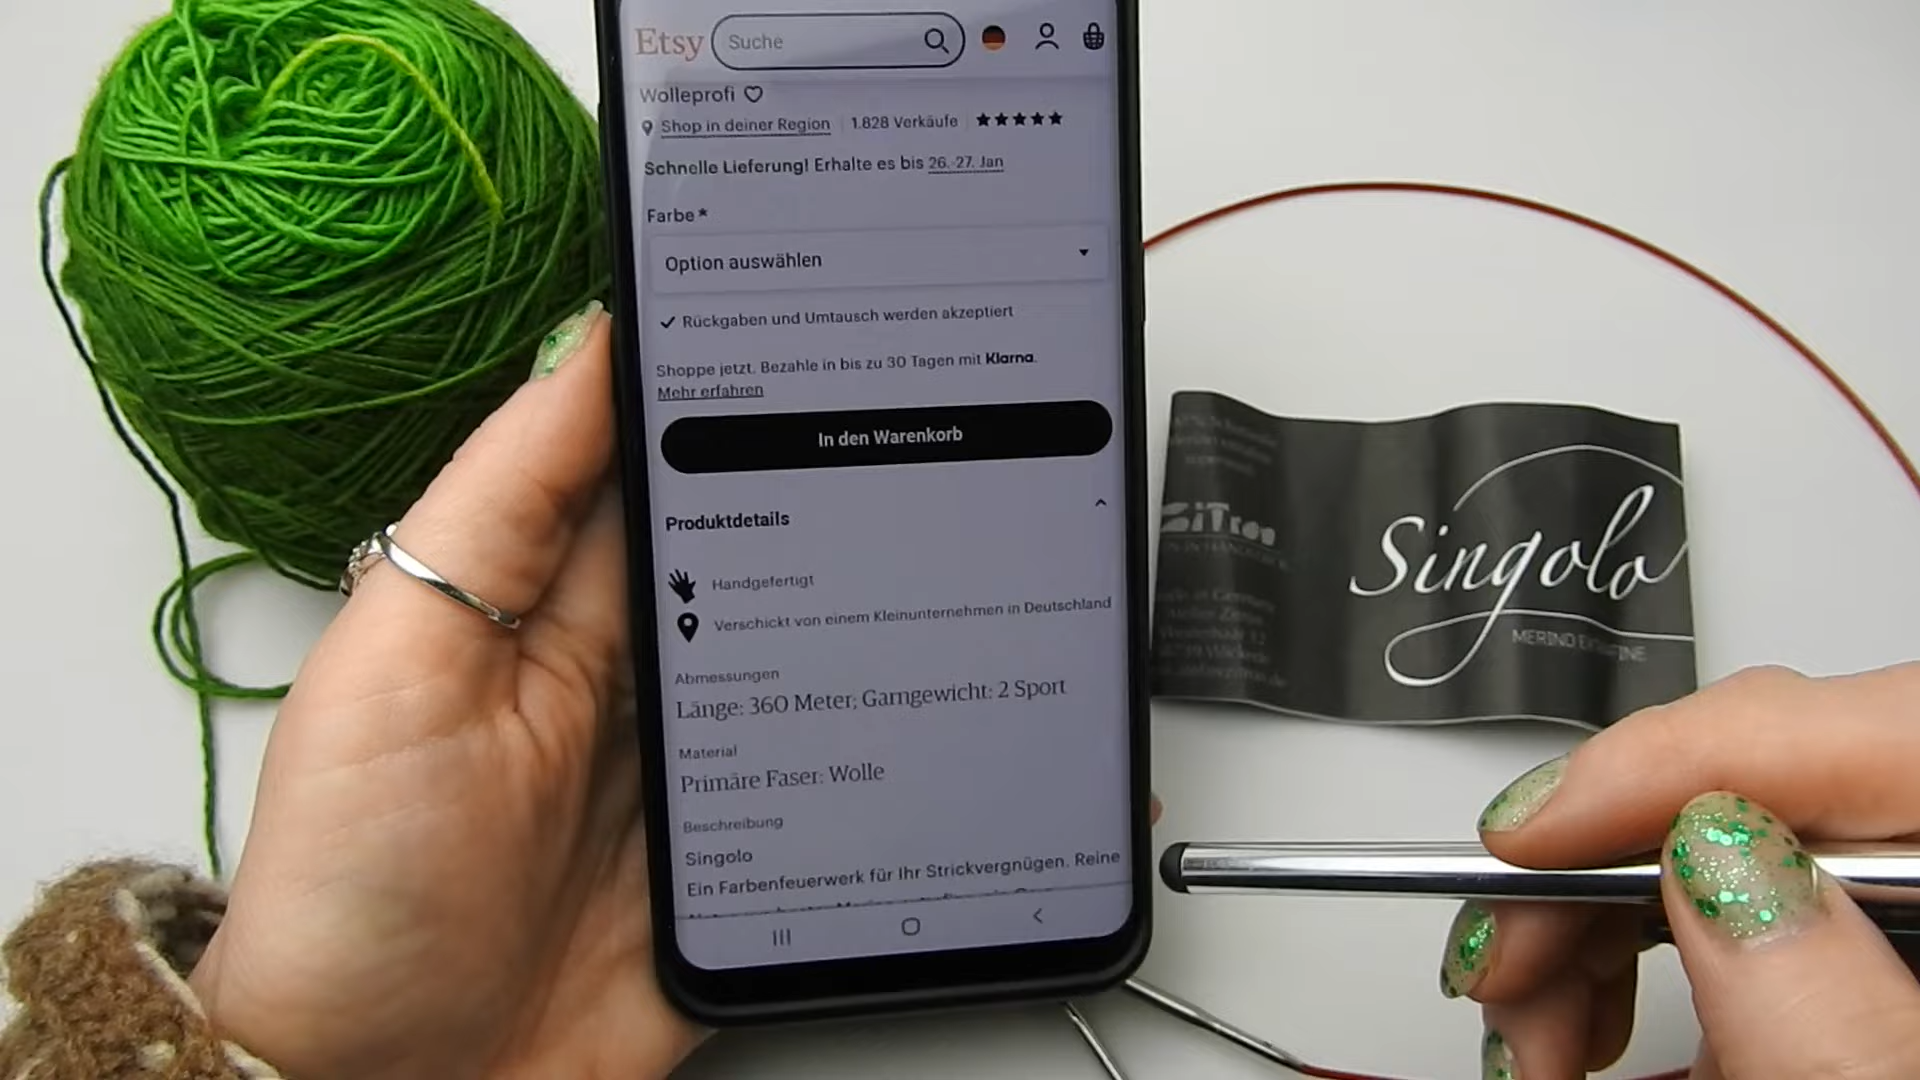 Etsy
Suche
Wolleprofi
Shop in deiner Region 1.828 Verkäufe
Schnelle Lieferung! Erhalte es bis 26.-27. Jan
Farbe *
Option auswählen
Rückgaben und Umtausch werden akzeptiert
Shoppe jetzt. Bezahle in bis zu 30 Tagen mit Klarna.
Mehr erfahren
In den Warenkorb
Produktdetails
Handgefertigt
Verschickt von einem Kleinunternehmen in Deutschland
Abmessungen
Länge: 360 Meter; Garngewicht: 2 Sport
Material
Primäre Faser: Wolle
Beschreibung
Singolo
Ein Farbenfeuerwerk für Ihr Strickvergnügen. Reine
ZiTron
Singolo
MERINO EXTRAFINE